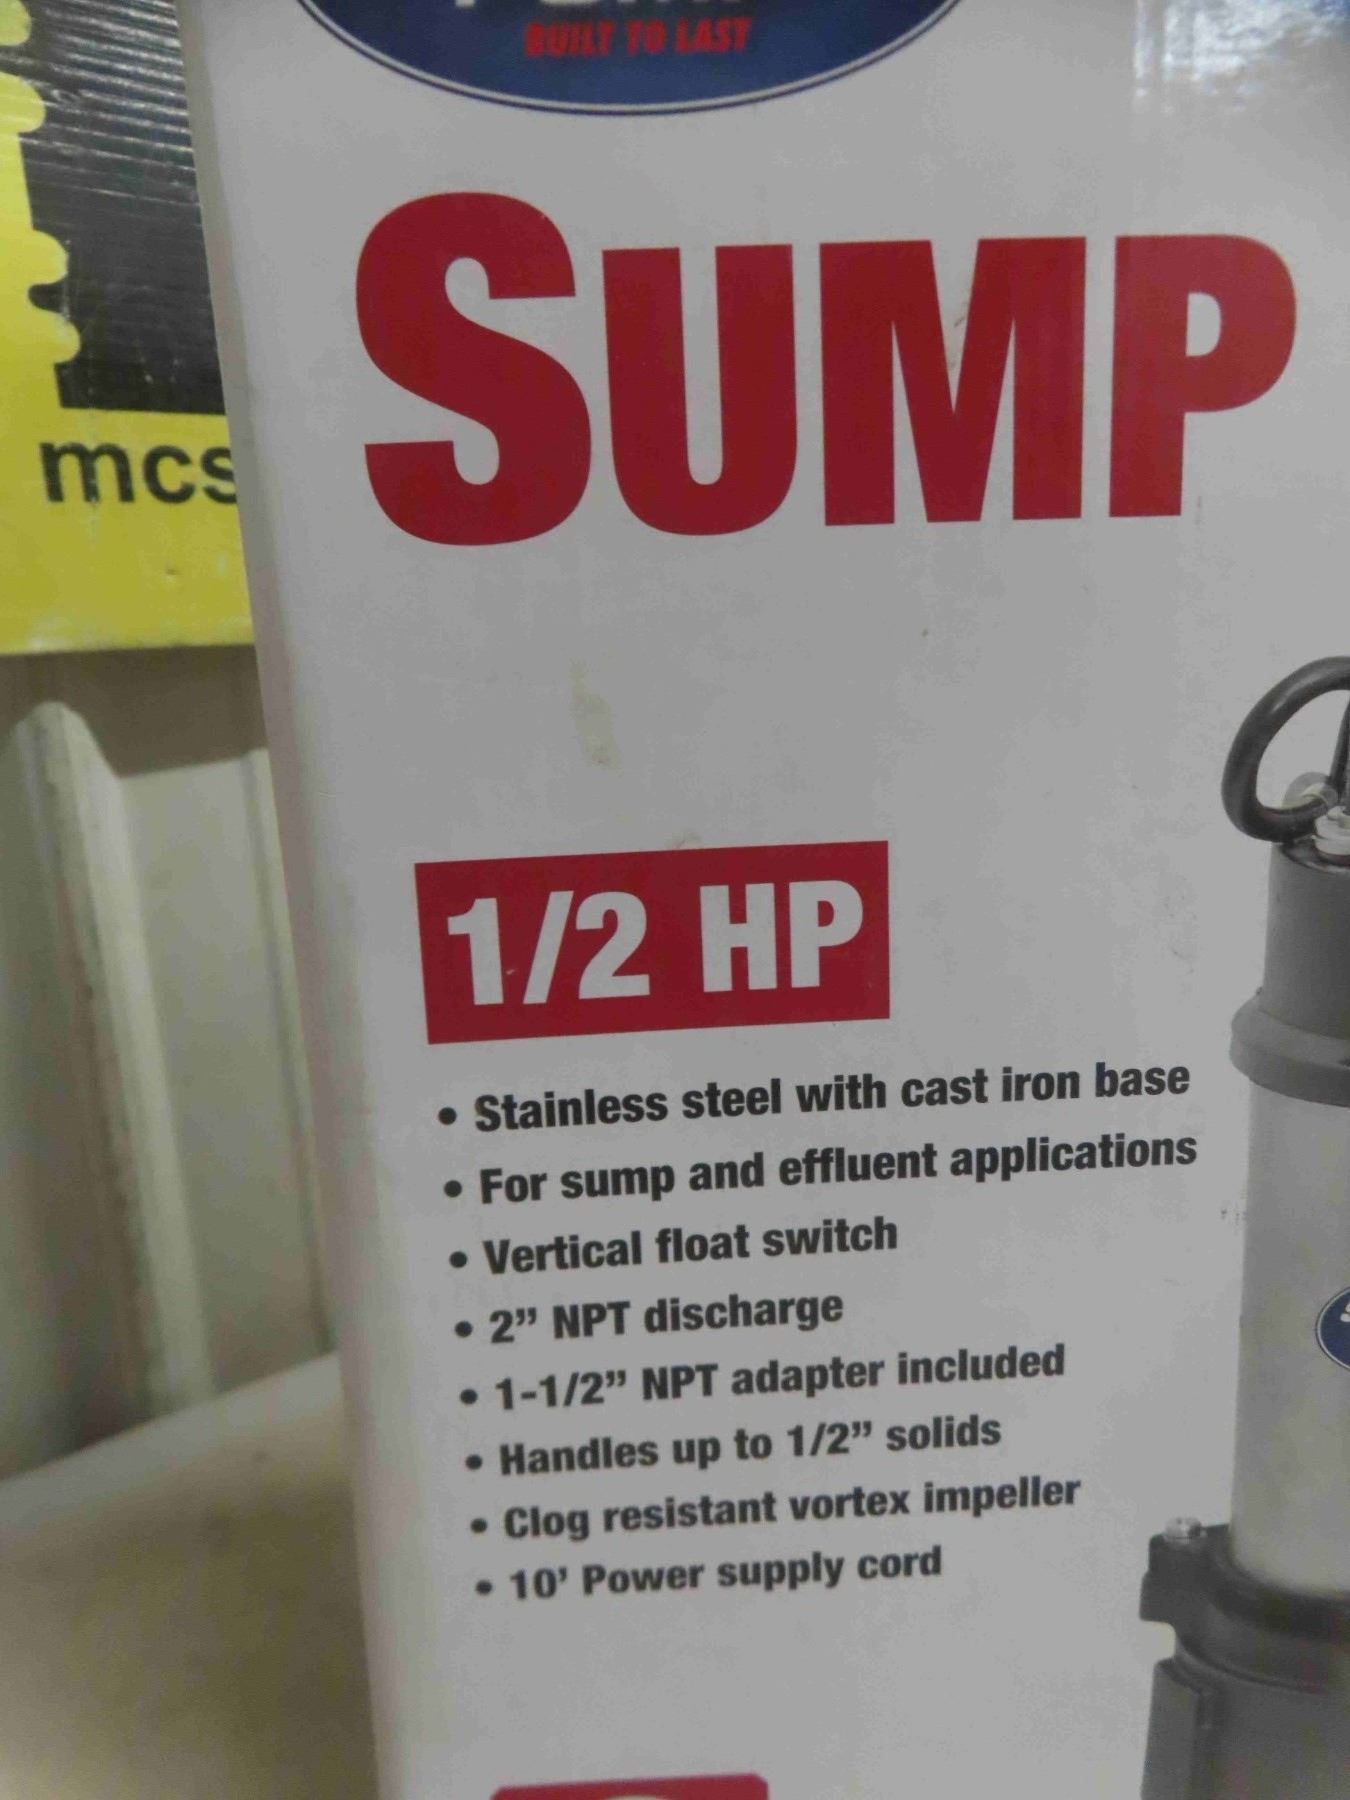 BUILT TO LAST
SUMP
mcs
1/2 HP
• Stainless steel with cast iron base
• For sump and effluent applications
• Vertical float switch
• 2” NPT discharge
• 1-1/2” NPT adapter included
• Handles up to 1/2” solids
• Clog resistant vortex impeller
• 10’ Power supply cord